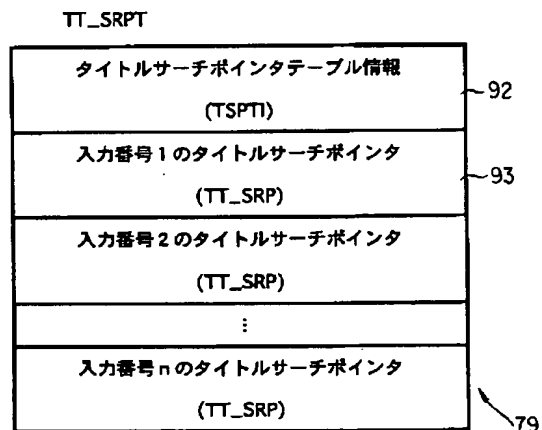 TT_SRPT
タイトルサーチポインタテーブル情報
(TSPTI)
92
入力番号1のタイトルサーチポインタ
(TT_SRP)
93
入力番号2のタイトルサーチポインタ
(TT_SRP)
⋮
入力番号nのタイトルサーチポインタ
(TT_SRP)
79